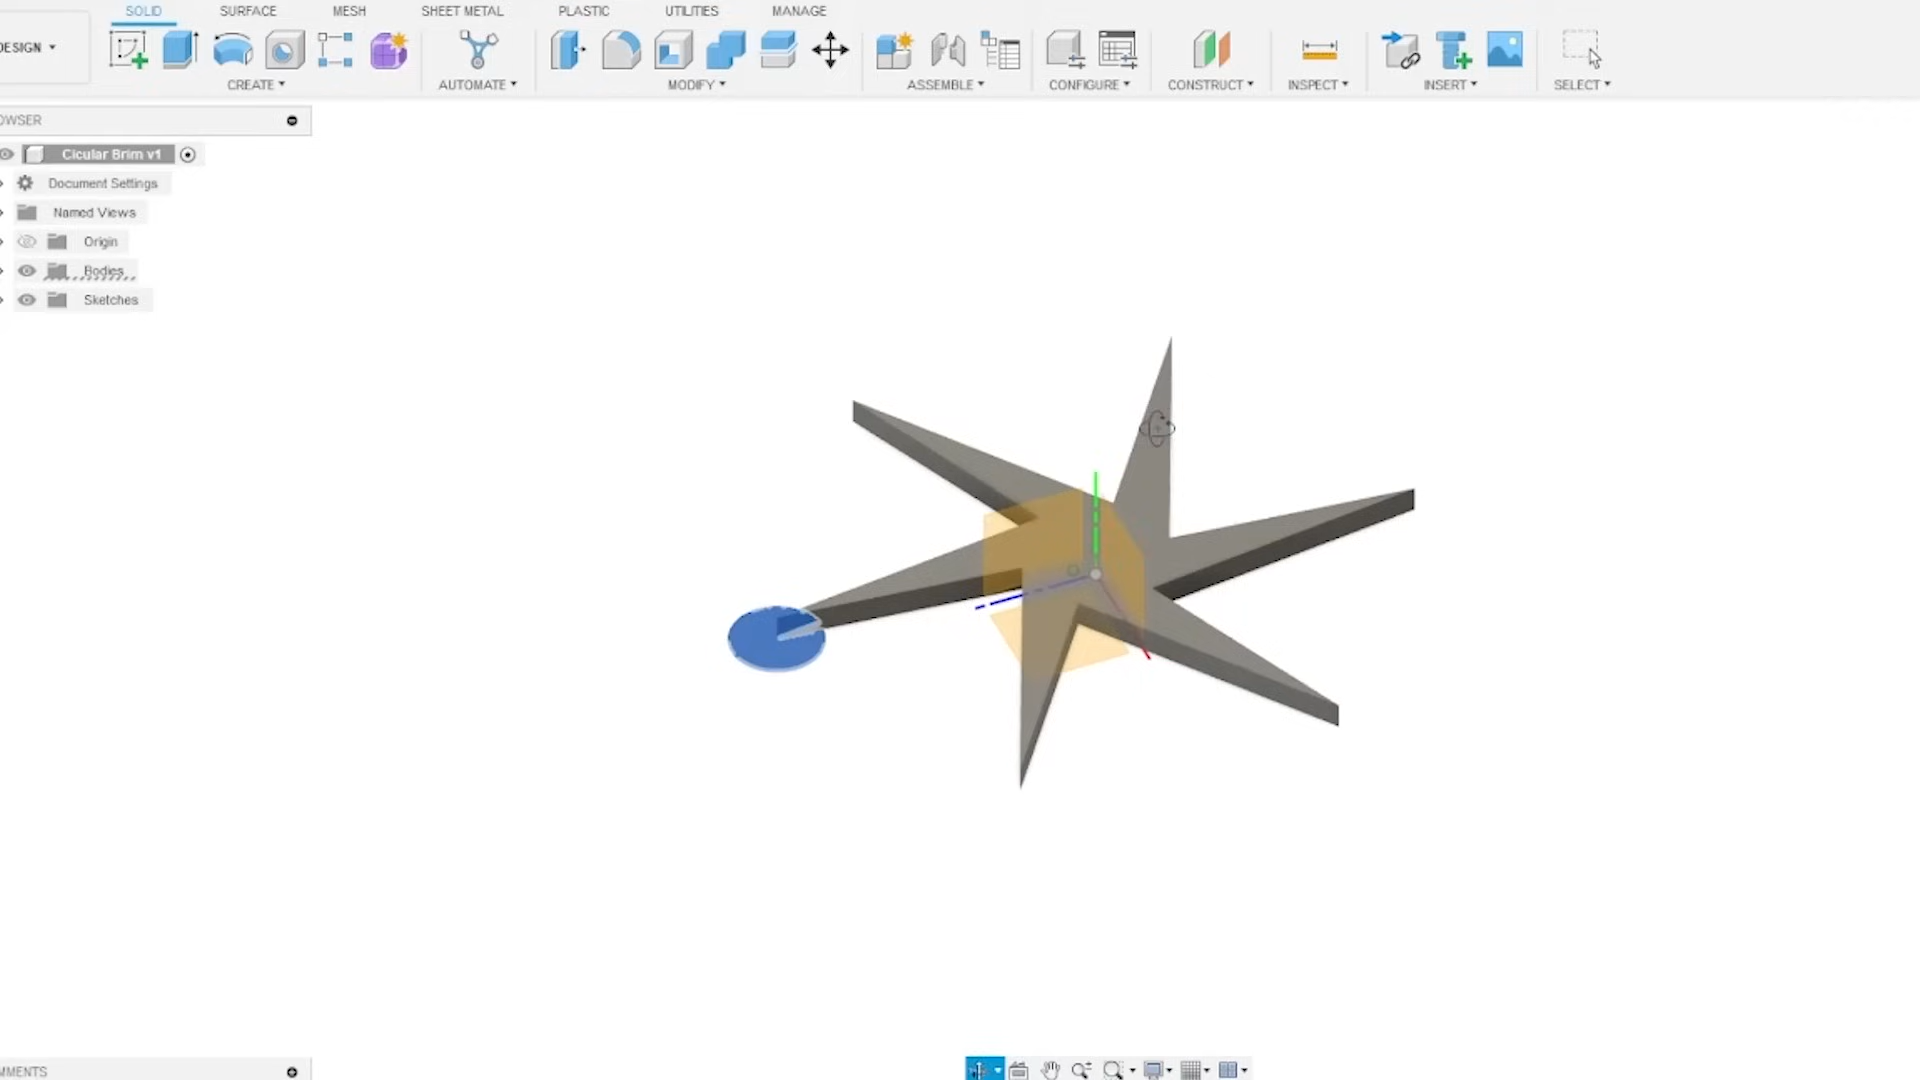 SOLID SURFACE MESH SHEET METAL PLASTIC UTILITIES MANAGE
DESIGN
CREATE AUTOMATE MODIFY ASSEMBLE CONFIGURE CONSTRUCT INSPECT INSERT SELECT
OWSER
Cicular Brim v1
Document Settings
Named Views
Origin
Bodies
Sketches
MMENTS